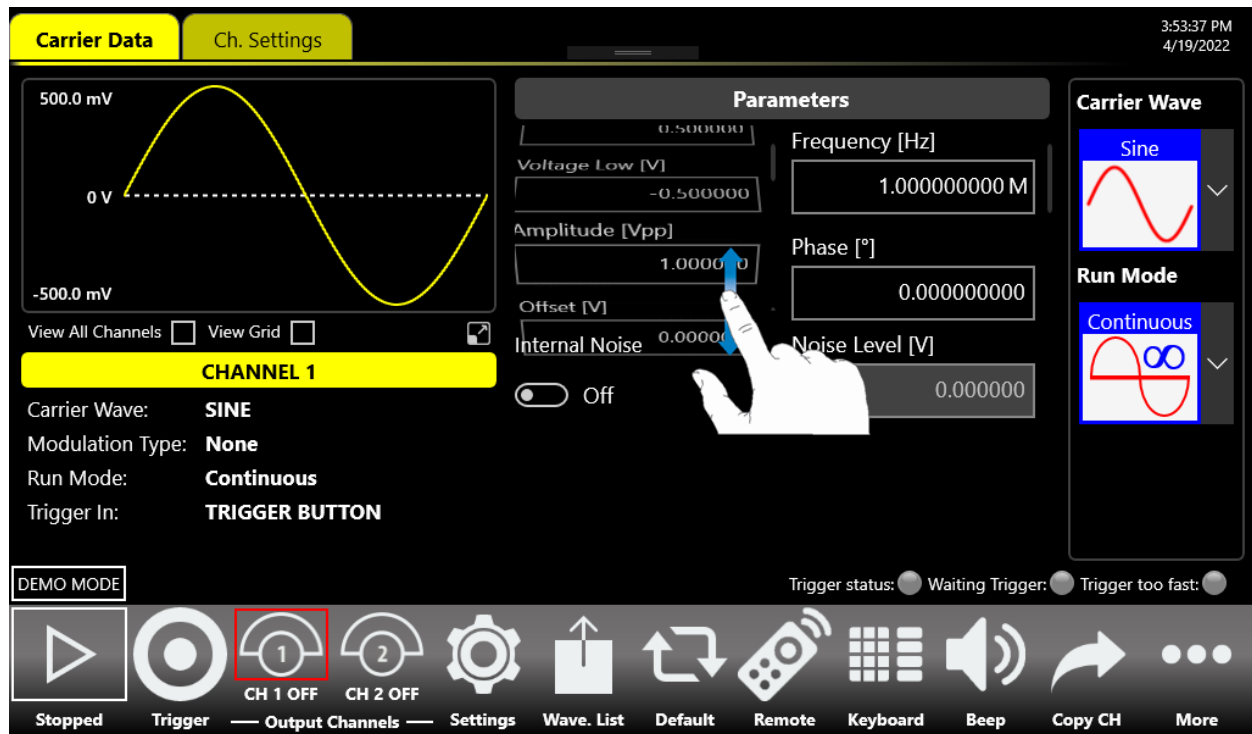 Carrier Data
Ch. Settings
3:53:37 PM
4/19/2022
500.0 mV
0 V
-500.0 mV
View All Channels
View Grid
CHANNEL 1
Carrier Wave: SINE
Modulation Type: None
Run Mode: Continuous
Trigger In: TRIGGER BUTTON
Parameters
0.500000
Voltage Low [V]
-0.500000
Amplitude [Vpp]
Offset [V]
Internal Noise
Off
Frequency [Hz]
1.000000000 M
Phase [°]
0.000000000
Noise Level [V]
0.000000
Carrier Wave
Sine
Run Mode
Continuous
∞
DEMO MODE
Trigger status: Waiting Trigger: Trigger too fast:
1
2
CH 1 OFF CH 2 OFF
Stopped Trigger Output Channels Settings Wave. List Default Remote Keyboard Beep Copy CH More